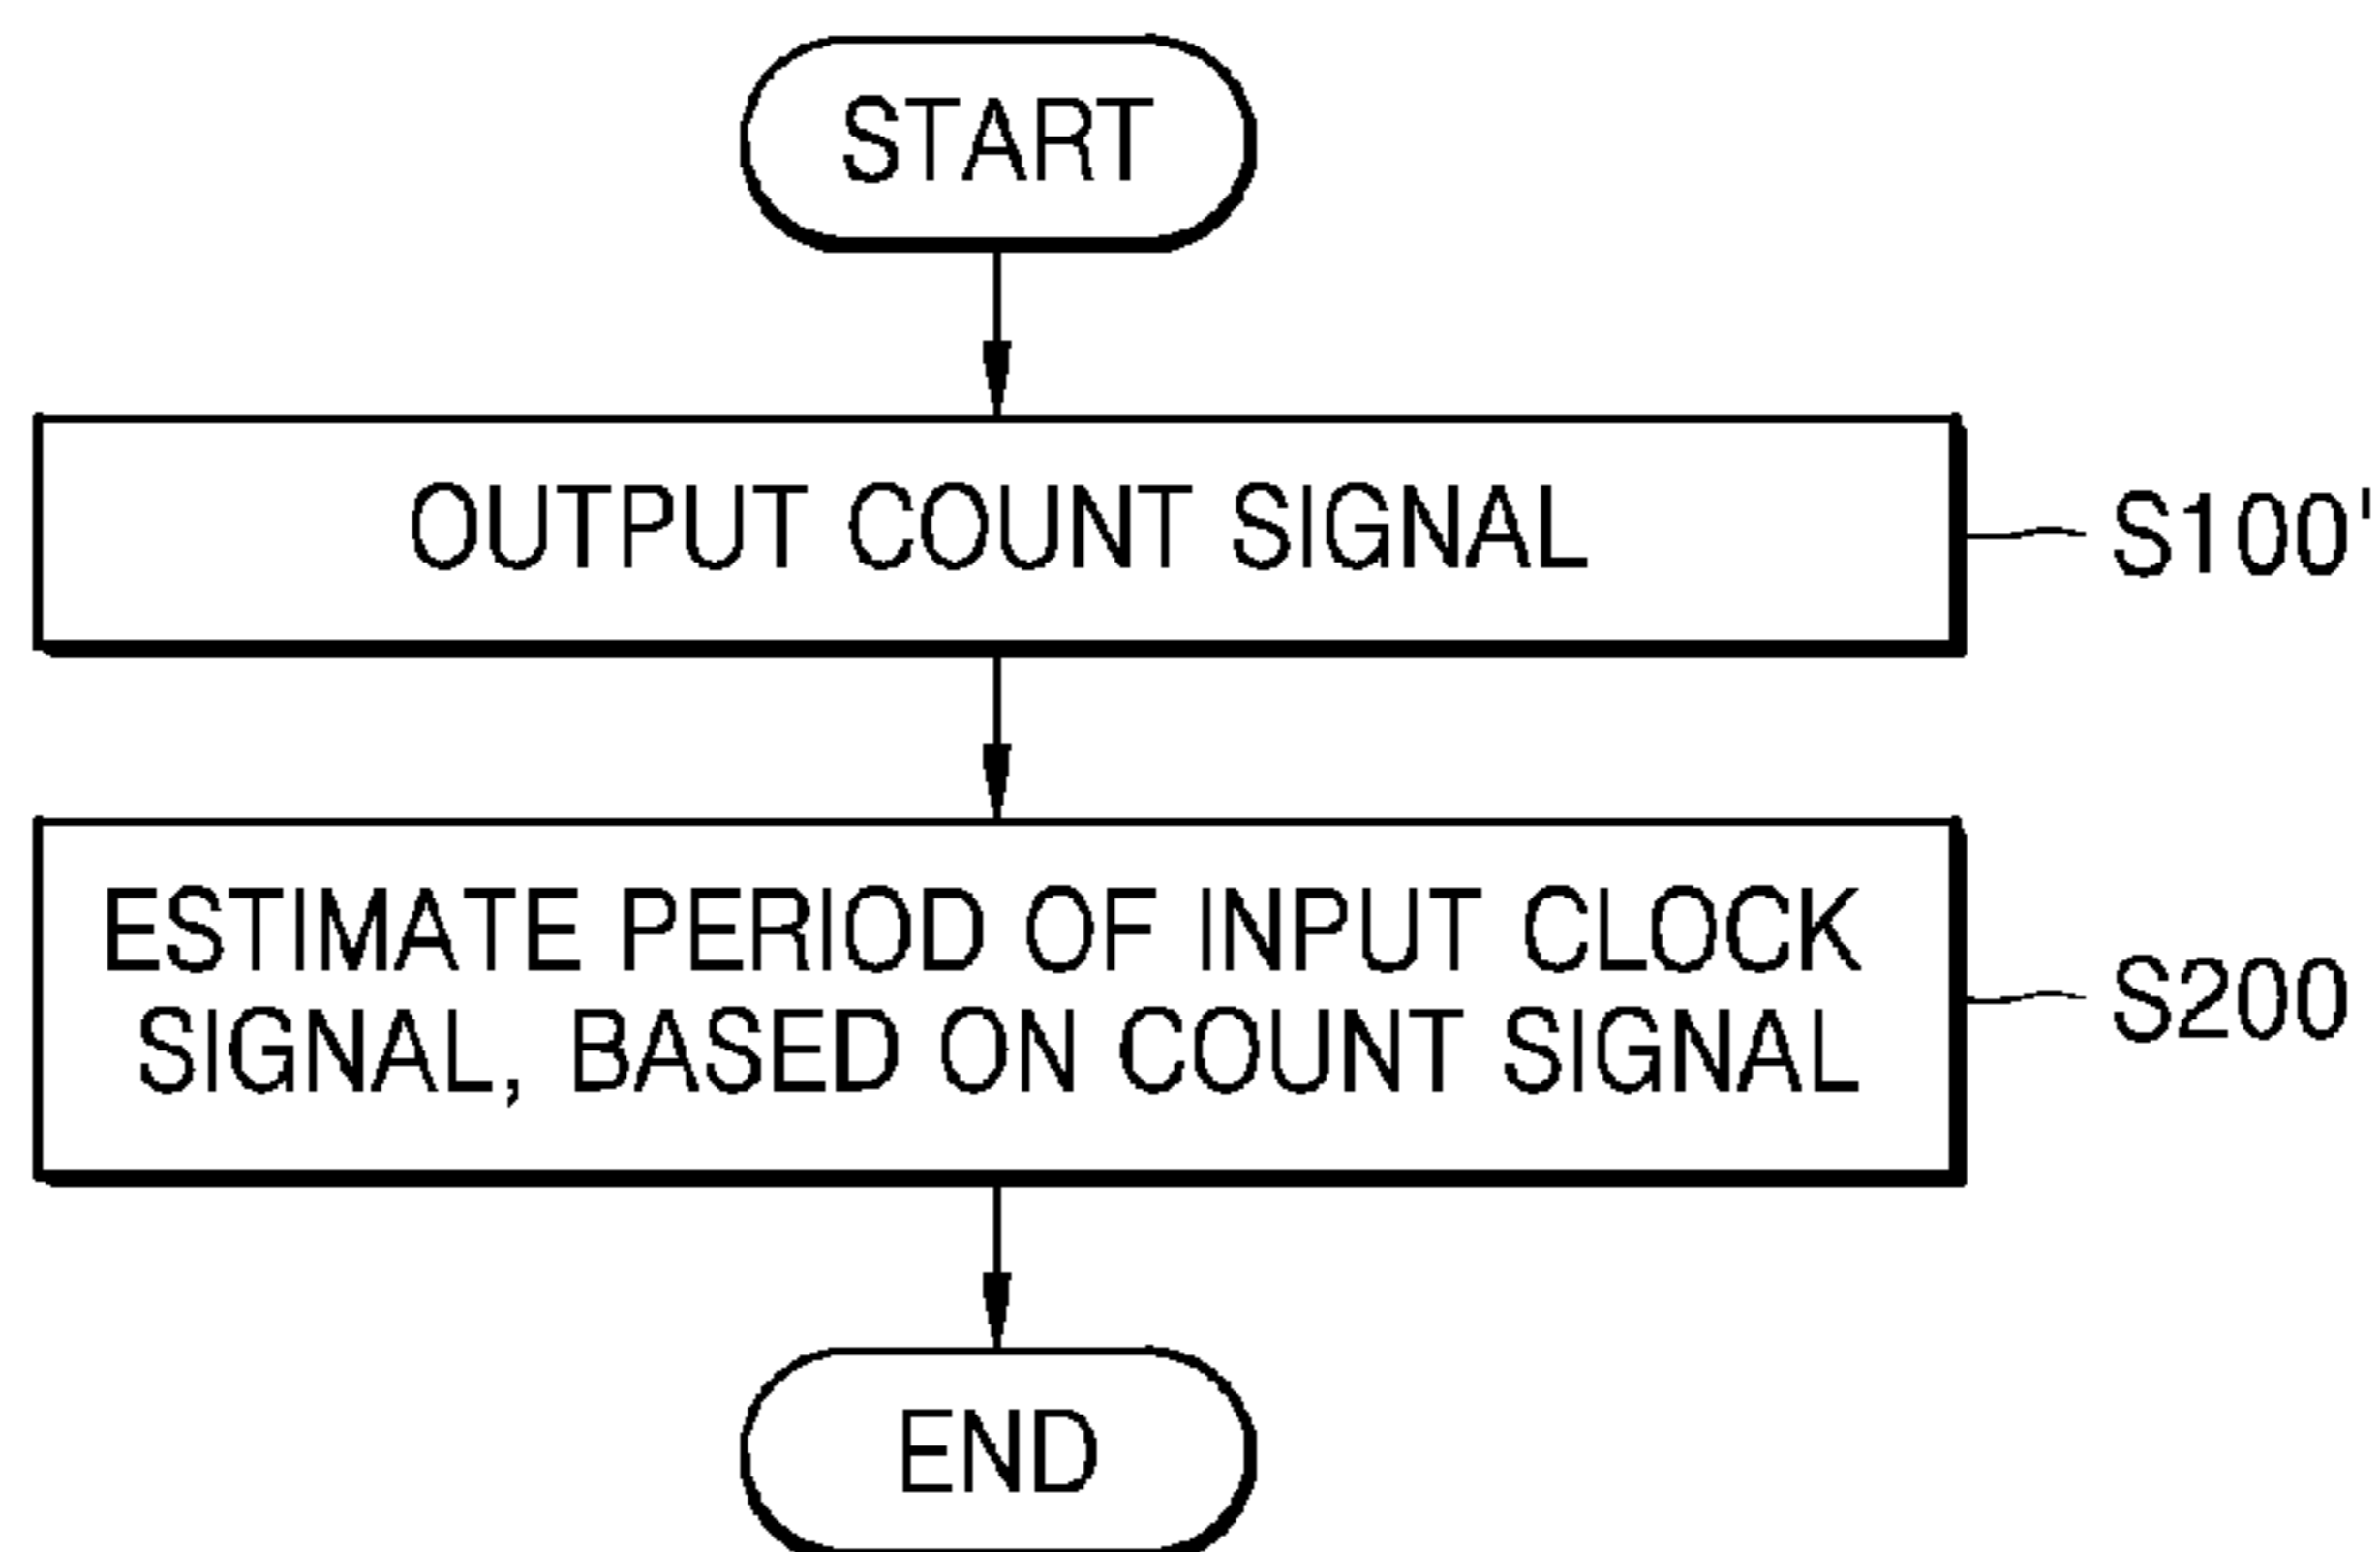 START
OUTPUT COUNT SIGNAL
S100'
ESTIMATE PERIOD OF INPUT CLOCK
SIGNAL, BASED ON COUNT SIGNAL
S200
END